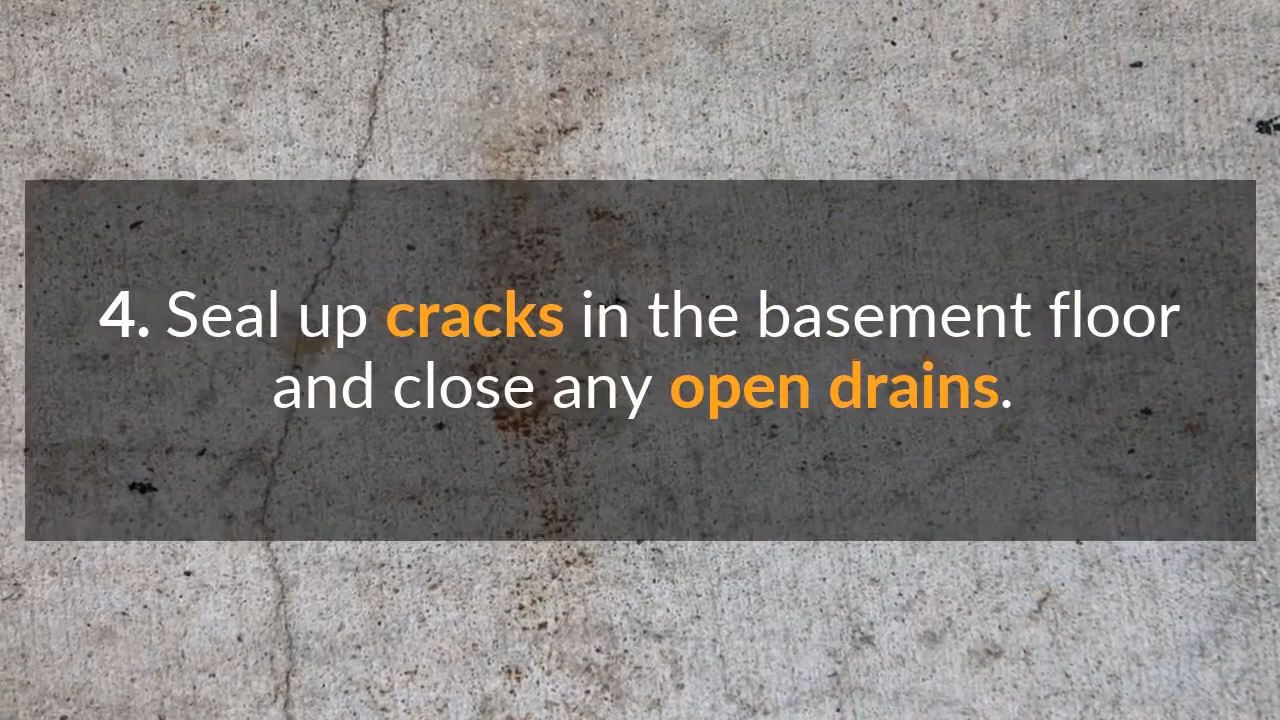 4. Seal up cracks in the basement floor
and close any open drains.